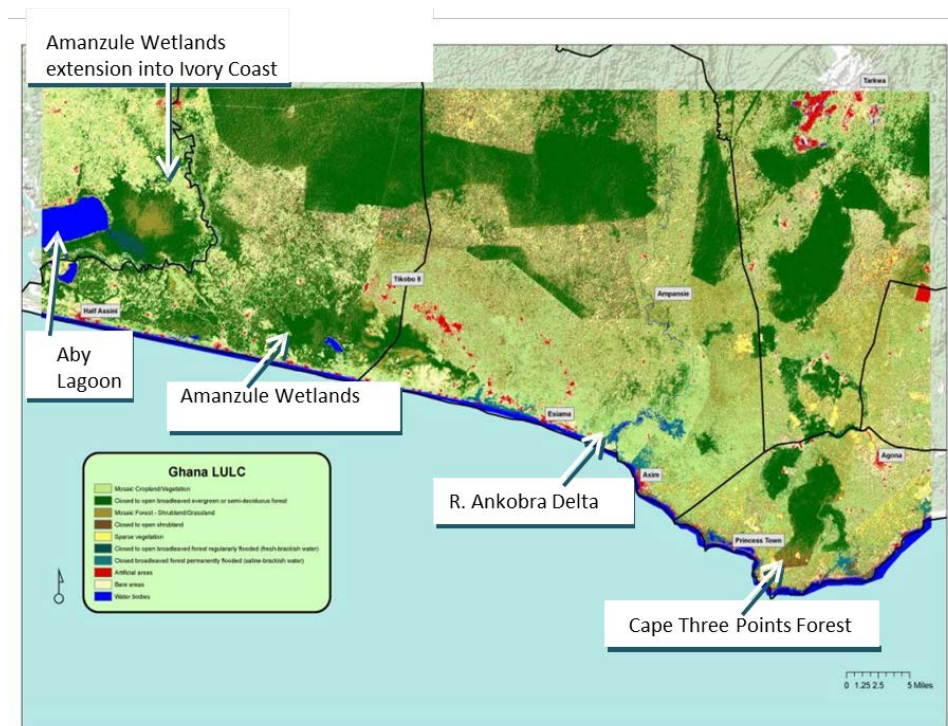 Amanzule Wetlands
extension into Ivory Coast
Tarkwa
Tikobo II
Ampansie
Half Assini
Aby
Lagoon
Amanzule Wetlands
Exiama
R. Ankobra Delta
Axim
Agona
Princess Town
Cape Three Points Forest
Ghana LULC
Mosaic Cropland/Vegetation
Closed to open broadleaved evergreen or semi-deciduous forest
Mosaic Forest - Shrubland/Grassland
Closed to open shrubland
Sparse vegetation
Closed to open broadleaved forest regulararly flooded (fresh-brackish water)
Closed broadleaved forest permanently flooded (saline-brackish water)
Artificial areas
Bare areas
Water bodies
0 1.25 2.5 5 Miles